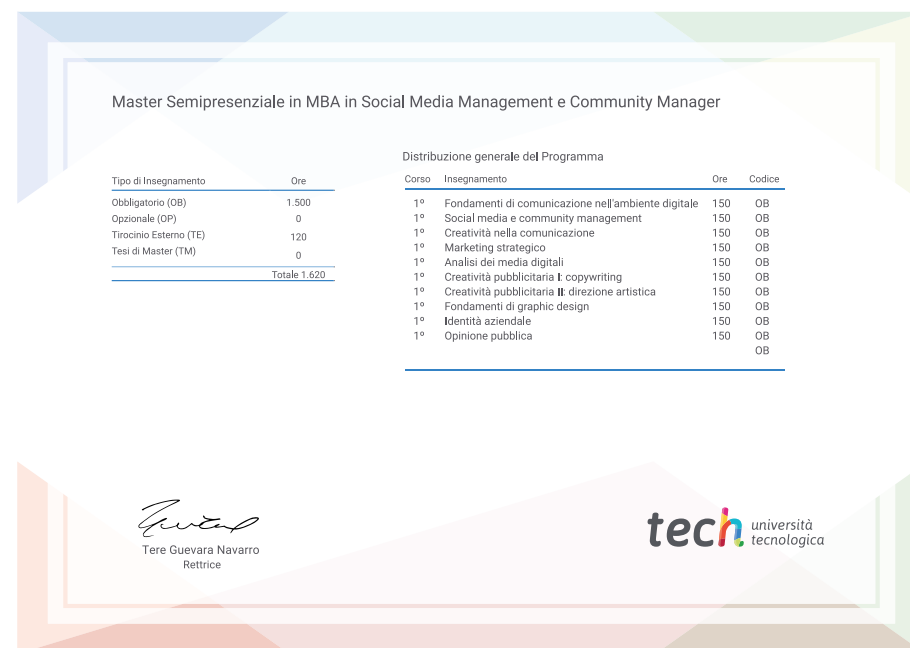 Master Semipresenziale in MBA in Social Media Management e Community Manager
Tipo di Insegnamento Ore
Obbligatorio (OB) 1.500
Opzionale (OP) 0
Tirocinio Esterno (TE) 120
Tesi di Master (TM) 0
Totale 1.620
Distribuzione generale del Programma
Corso Insegnamento Ore Codice
1º Fondamenti di comunicazione nell'ambiente digitale 150 OB
1º Social media e community management 150 OB
1º Creatività nella comunicazione 150 OB
1º Marketing strategico 150 OB
1º Analisi dei media digitali 150 OB
1º Creatività pubblicitaria I: copywriting 150 OB
1º Creatività pubblicitaria II: direzione artistica 150 OB
1º Fondamenti di graphic design 150 OB
1º Identità aziendale 150 OB
1º Opinione pubblica 150 OB
OB
Tere Guevara Navarro
Rettrice
tech università
tecnologica